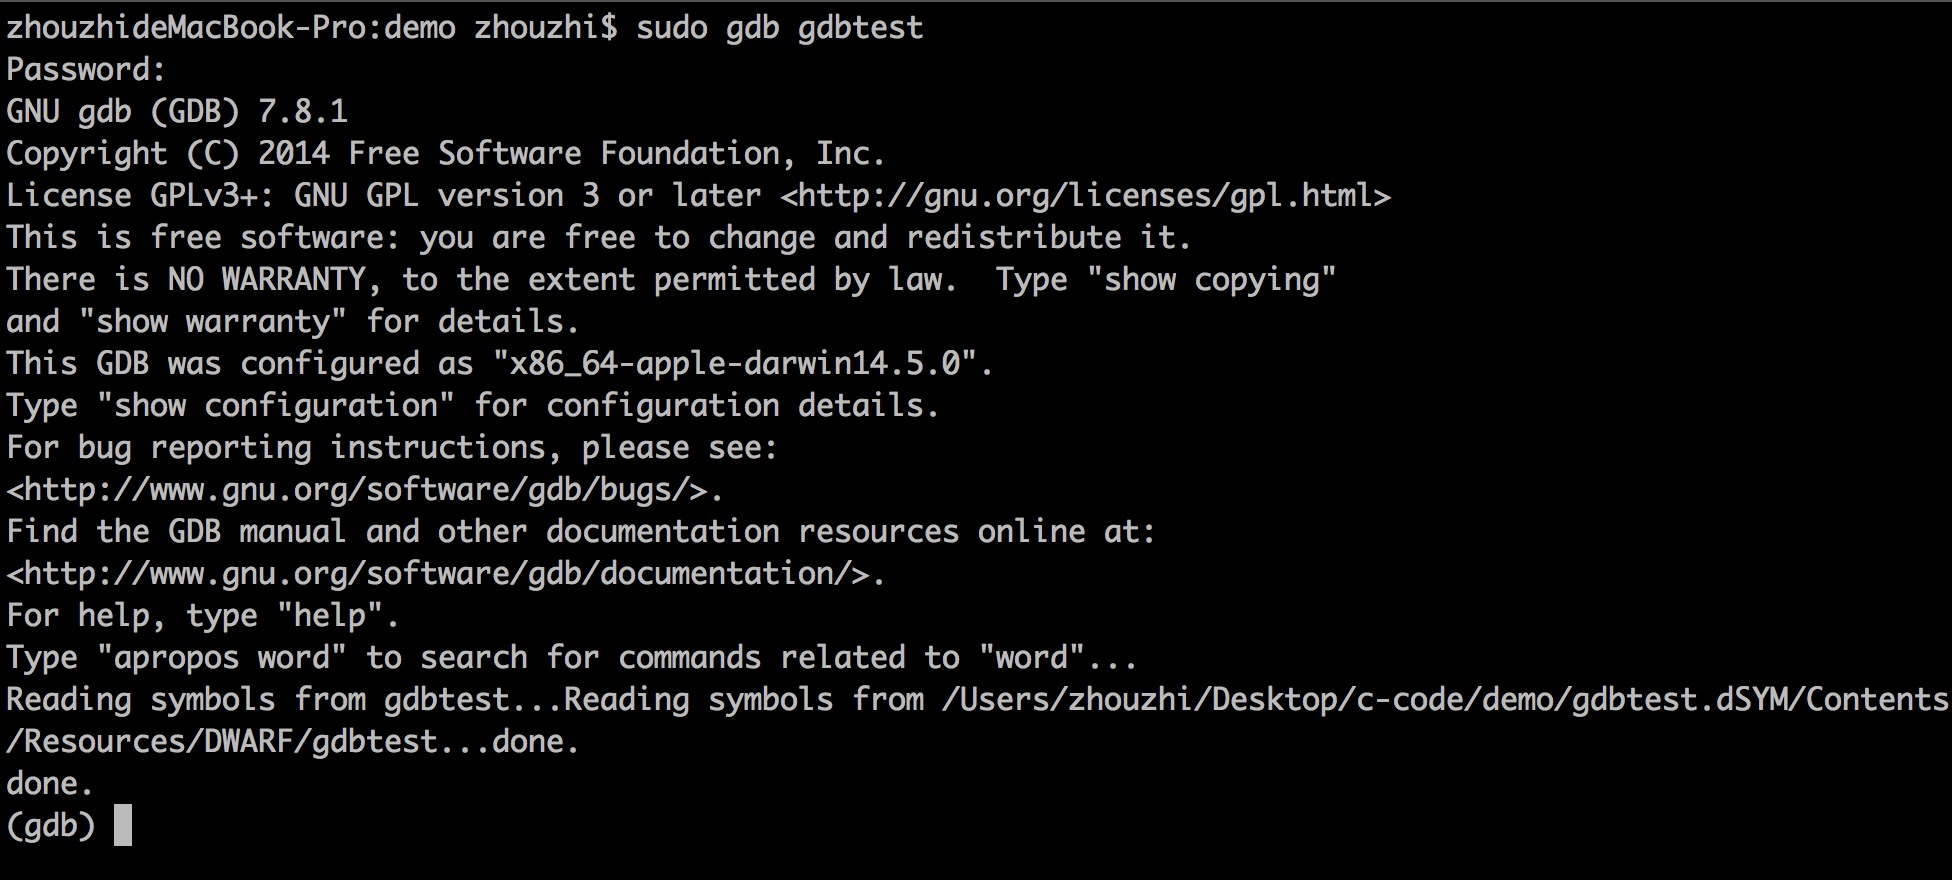 zhouzhideMacBook-Pro:demo zhouzhi$ sudo gdb gdbtest
Password:
GNU gdb (GDB) 7.8.1
Copyright (C) 2014 Free Software Foundation, Inc.
License GPLv3+: GNU GPL version 3 or later <http://gnu.org/licenses/gpl.html>
This is free software: you are free to change and redistribute it.
There is NO WARRANTY, to the extent permitted by law.  Type "show copying"
and "show warranty" for details.
This GDB was configured as "x86_64-apple-darwin14.5.0".
Type "show configuration" for configuration details.
For bug reporting instructions, please see:
<http://www.gnu.org/software/gdb/bugs/>.
Find the GDB manual and other documentation resources online at:
<http://www.gnu.org/software/gdb/documentation/>.
For help, type "help".
Type "apropos word" to search for commands related to "word"...
Reading symbols from gdbtest...Reading symbols from /Users/zhouzhi/Desktop/c-code/demo/gdbtest.dSYM/Contents
/Resources/DWARF/gdbtest...done.
done.
(gdb)